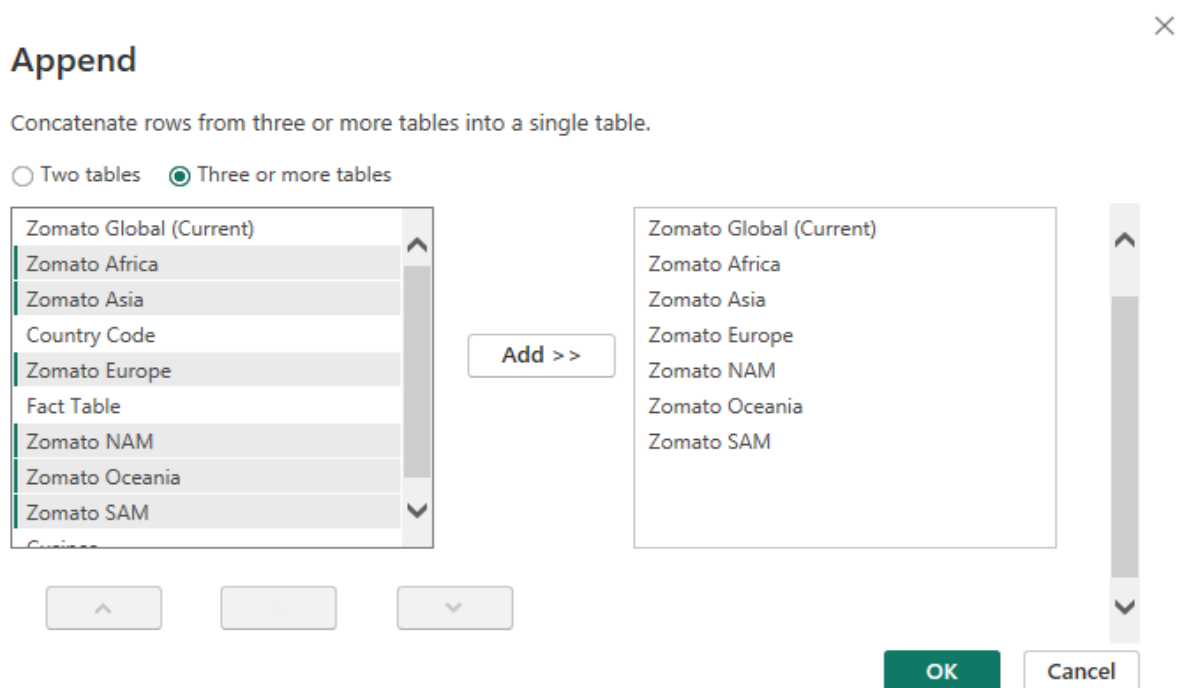 Append
Concatenate rows from three or more tables into a single table.
Two tables
Three or more tables
Zomato Global (Current)
Zomato Africa
Zomato Asia
Country Code
Zomato Europe
Fact Table
Zomato NAM
Zomato Oceania
Zomato SAM
Add >>
Zomato Global (Current)
Zomato Africa
Zomato Asia
Zomato Europe
Zomato NAM
Zomato Oceania
Zomato SAM
OK
Cancel